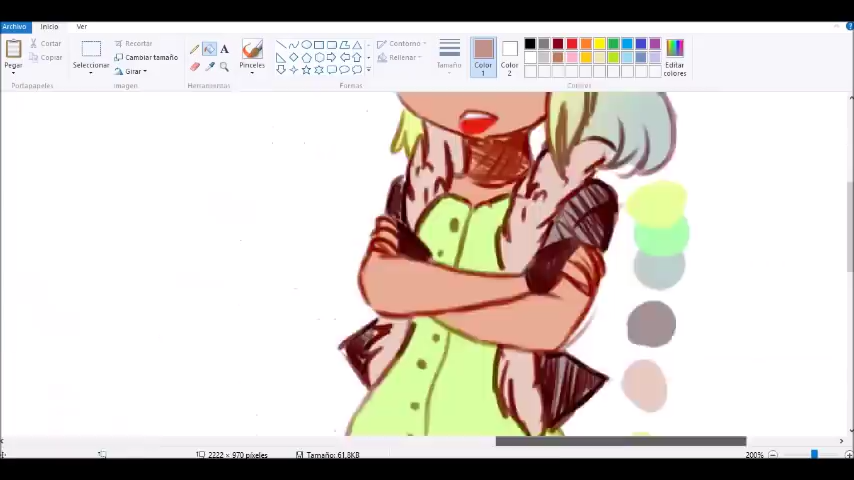 Archivo Inicio Ver
Cortar
Copiar
Pegar
Portapapeles
Recortar
Cambiar tamaño
Girar
Seleccionar
Imagen
A
Herramientas
Pinceles
Contorno
Rellenar
Formas
Tamaño
Color 1
Color 2
Editar colores
Colores
2222 × 970 píxeles
Tamaño: 61,8KB
200%